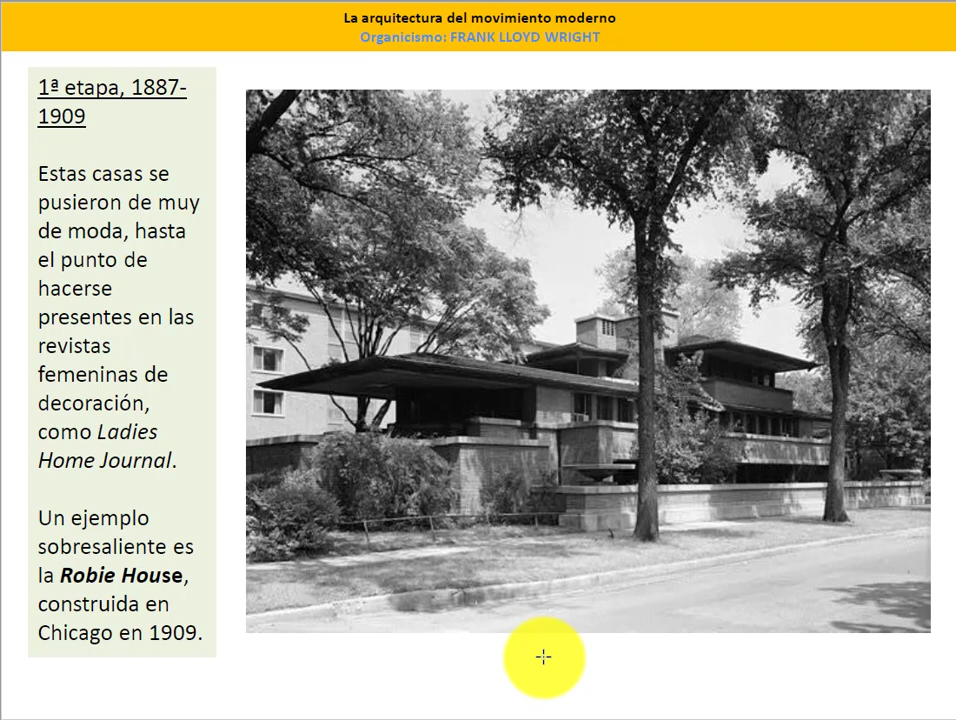 La arquitectura del movimiento moderno
Organicismo: FRANK LLOYD WRIGHT
1ª etapa, 1887-
1909
Estas casas se
pusieron de muy
de moda, hasta
el punto de
hacerse
presentes en las
revistas
femeninas de
decoración,
como Ladies
Home Journal.
Un ejemplo
sobresaliente es
la Robie House,
construida en
Chicago en 1909.